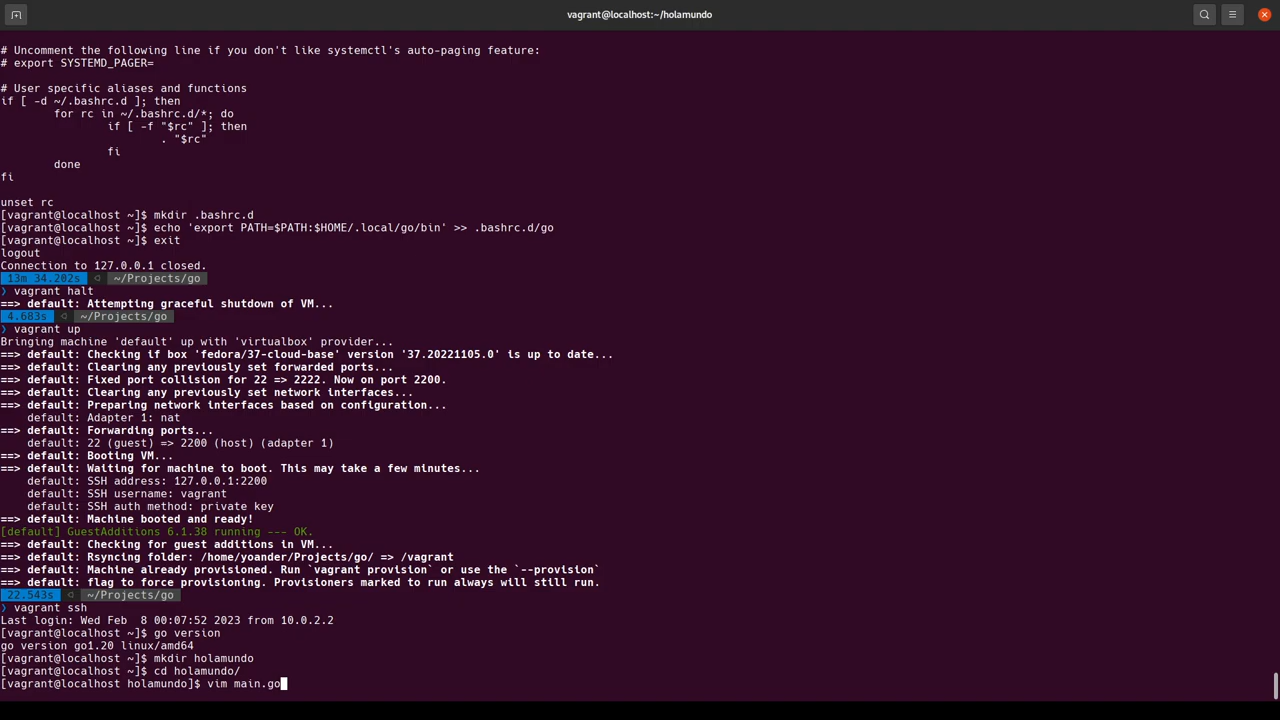 vagrant@localhost:~/holamundo
# Uncomment the following line if you don't like systemctl's auto-paging feature:
# export SYSTEMD_PAGER=
# User specific aliases and functions
if [ -d ~/.bashrc.d ]; then
for rc in ~/.bashrc.d/*; do
if [ -f "$rc" ]; then
. "$rc"
fi
done
fi
unset rc
[vagrant@localhost ~]$ mkdir .bashrc.d
[vagrant@localhost ~]$ echo 'export PATH=$PATH:$HOME/.local/go/bin' >> .bashrc.d/go
[vagrant@localhost ~]$ exit
logout
Connection to 127.0.0.1 closed.
13m 34.202s ◁ ~/Projects/go
❯ vagrant halt
==> default: Attempting graceful shutdown of VM...
4.683s ◁ ~/Projects/go
❯ vagrant up
Bringing machine 'default' up with 'virtualbox' provider...
==> default: Checking if box 'fedora/37-cloud-base' version '37.20221105.0' is up to date...
==> default: Clearing any previously set forwarded ports...
==> default: Fixed port collision for 22 => 2222. Now on port 2200.
==> default: Clearing any previously set network interfaces...
==> default: Preparing network interfaces based on configuration...
default: Adapter 1: nat
==> default: Forwarding ports...
default: 22 (guest) => 2200 (host) (adapter 1)
==> default: Booting VM...
==> default: Waiting for machine to boot. This may take a few minutes...
default: SSH address: 127.0.0.1:2200
default: SSH username: vagrant
default: SSH auth method: private key
==> default: Machine booted and ready!
[default] GuestAdditions 6.1.38 running --- OK.
==> default: Checking for guest additions in VM...
==> default: Rsyncing folder: /home/yoander/Projects/go/ => /vagrant
==> default: Machine already provisioned. Run `vagrant provision` or use the `--provision`
==> default: flag to force provisioning. Provisioners marked to run always will still run.
22.543s ◁ ~/Projects/go
❯ vagrant ssh
Last login: Wed Feb  8 00:07:52 2023 from 10.0.2.2
[vagrant@localhost ~]$ go version
go version go1.20 linux/amd64
[vagrant@localhost ~]$ mkdir holamundo
[vagrant@localhost ~]$ cd holamundo/
[vagrant@localhost holamundo]$ vim main.go